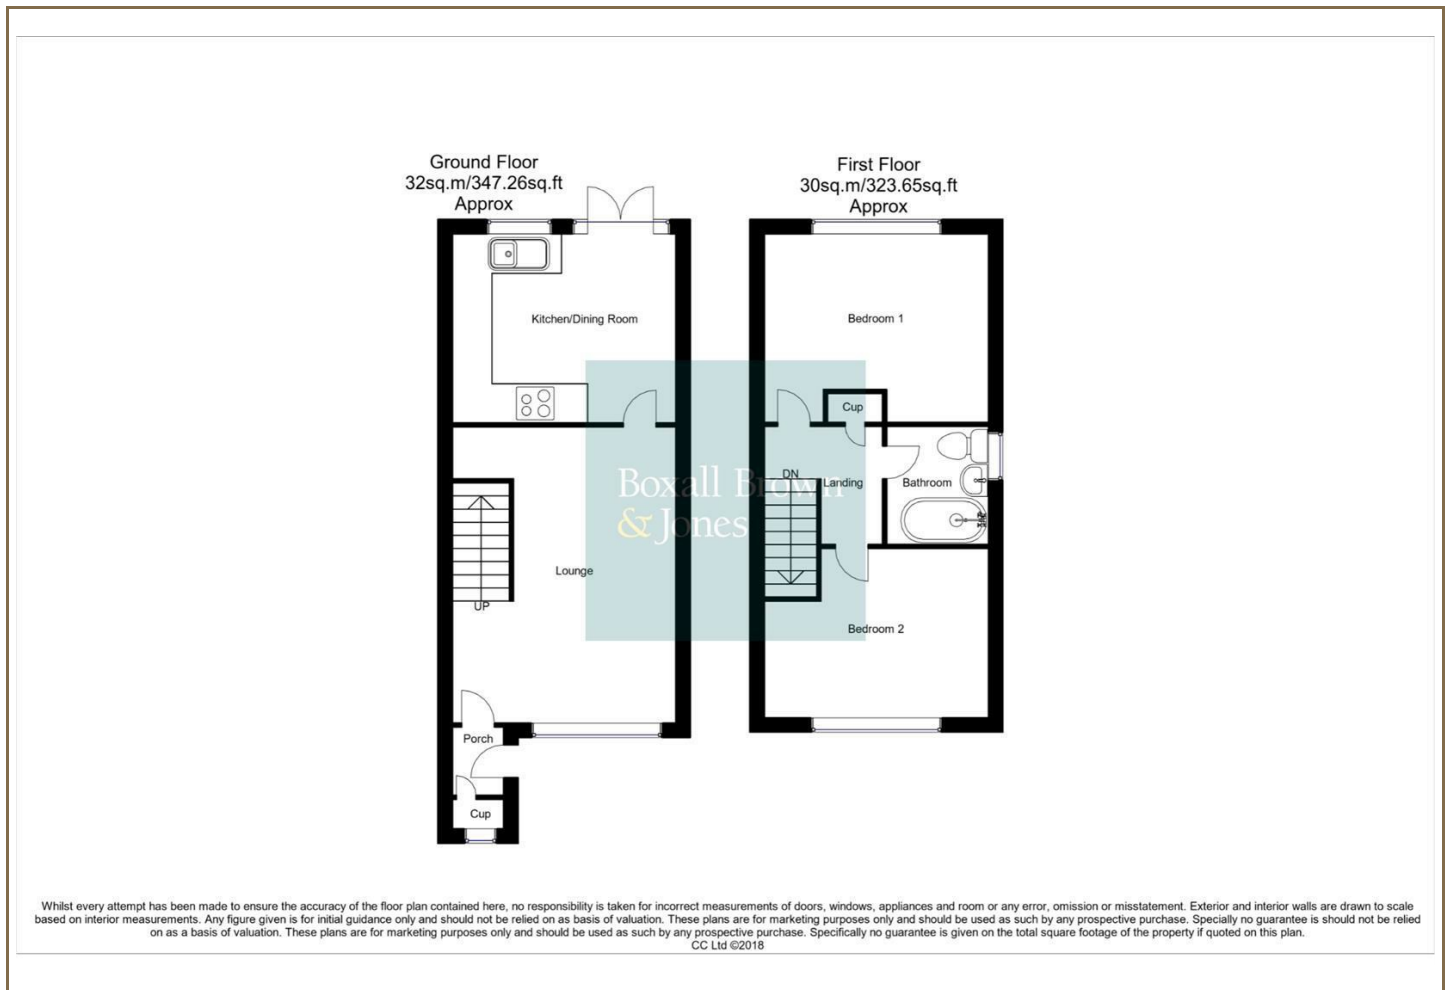 Ground Floor
32sq.m/347.26sq.ft
Approx
First Floor
30sq.m/323.65sq.ft
Approx
Kitchen/Dining Room
Bedroom 1
Cup
DN
Landing
Bathroom
Boxall Brown
& Jones
Lounge
UP
Bedroom 2
Porch
Cup
Whilst every attempt has been made to ensure the accuracy of the floor plan contained here, no responsibility is taken for incorrect measurements of doors, windows, appliances and room or any error, omission or misstatement. Exterior and interior walls are drawn to scale
based on interior measurements. Any figure given is for initial guidance only and should not be relied on as basis of valuation. These plans are for marketing purposes only and should be used as such by any prospective purchase. Specially no guarantee is should not be relied
on as a basis of valuation. These plans are for marketing purposes only and should be used as such by any prospective purchase. Specifically no guarantee is given on the total square footage of the property if quoted on this plan.
CC Ltd ©2018